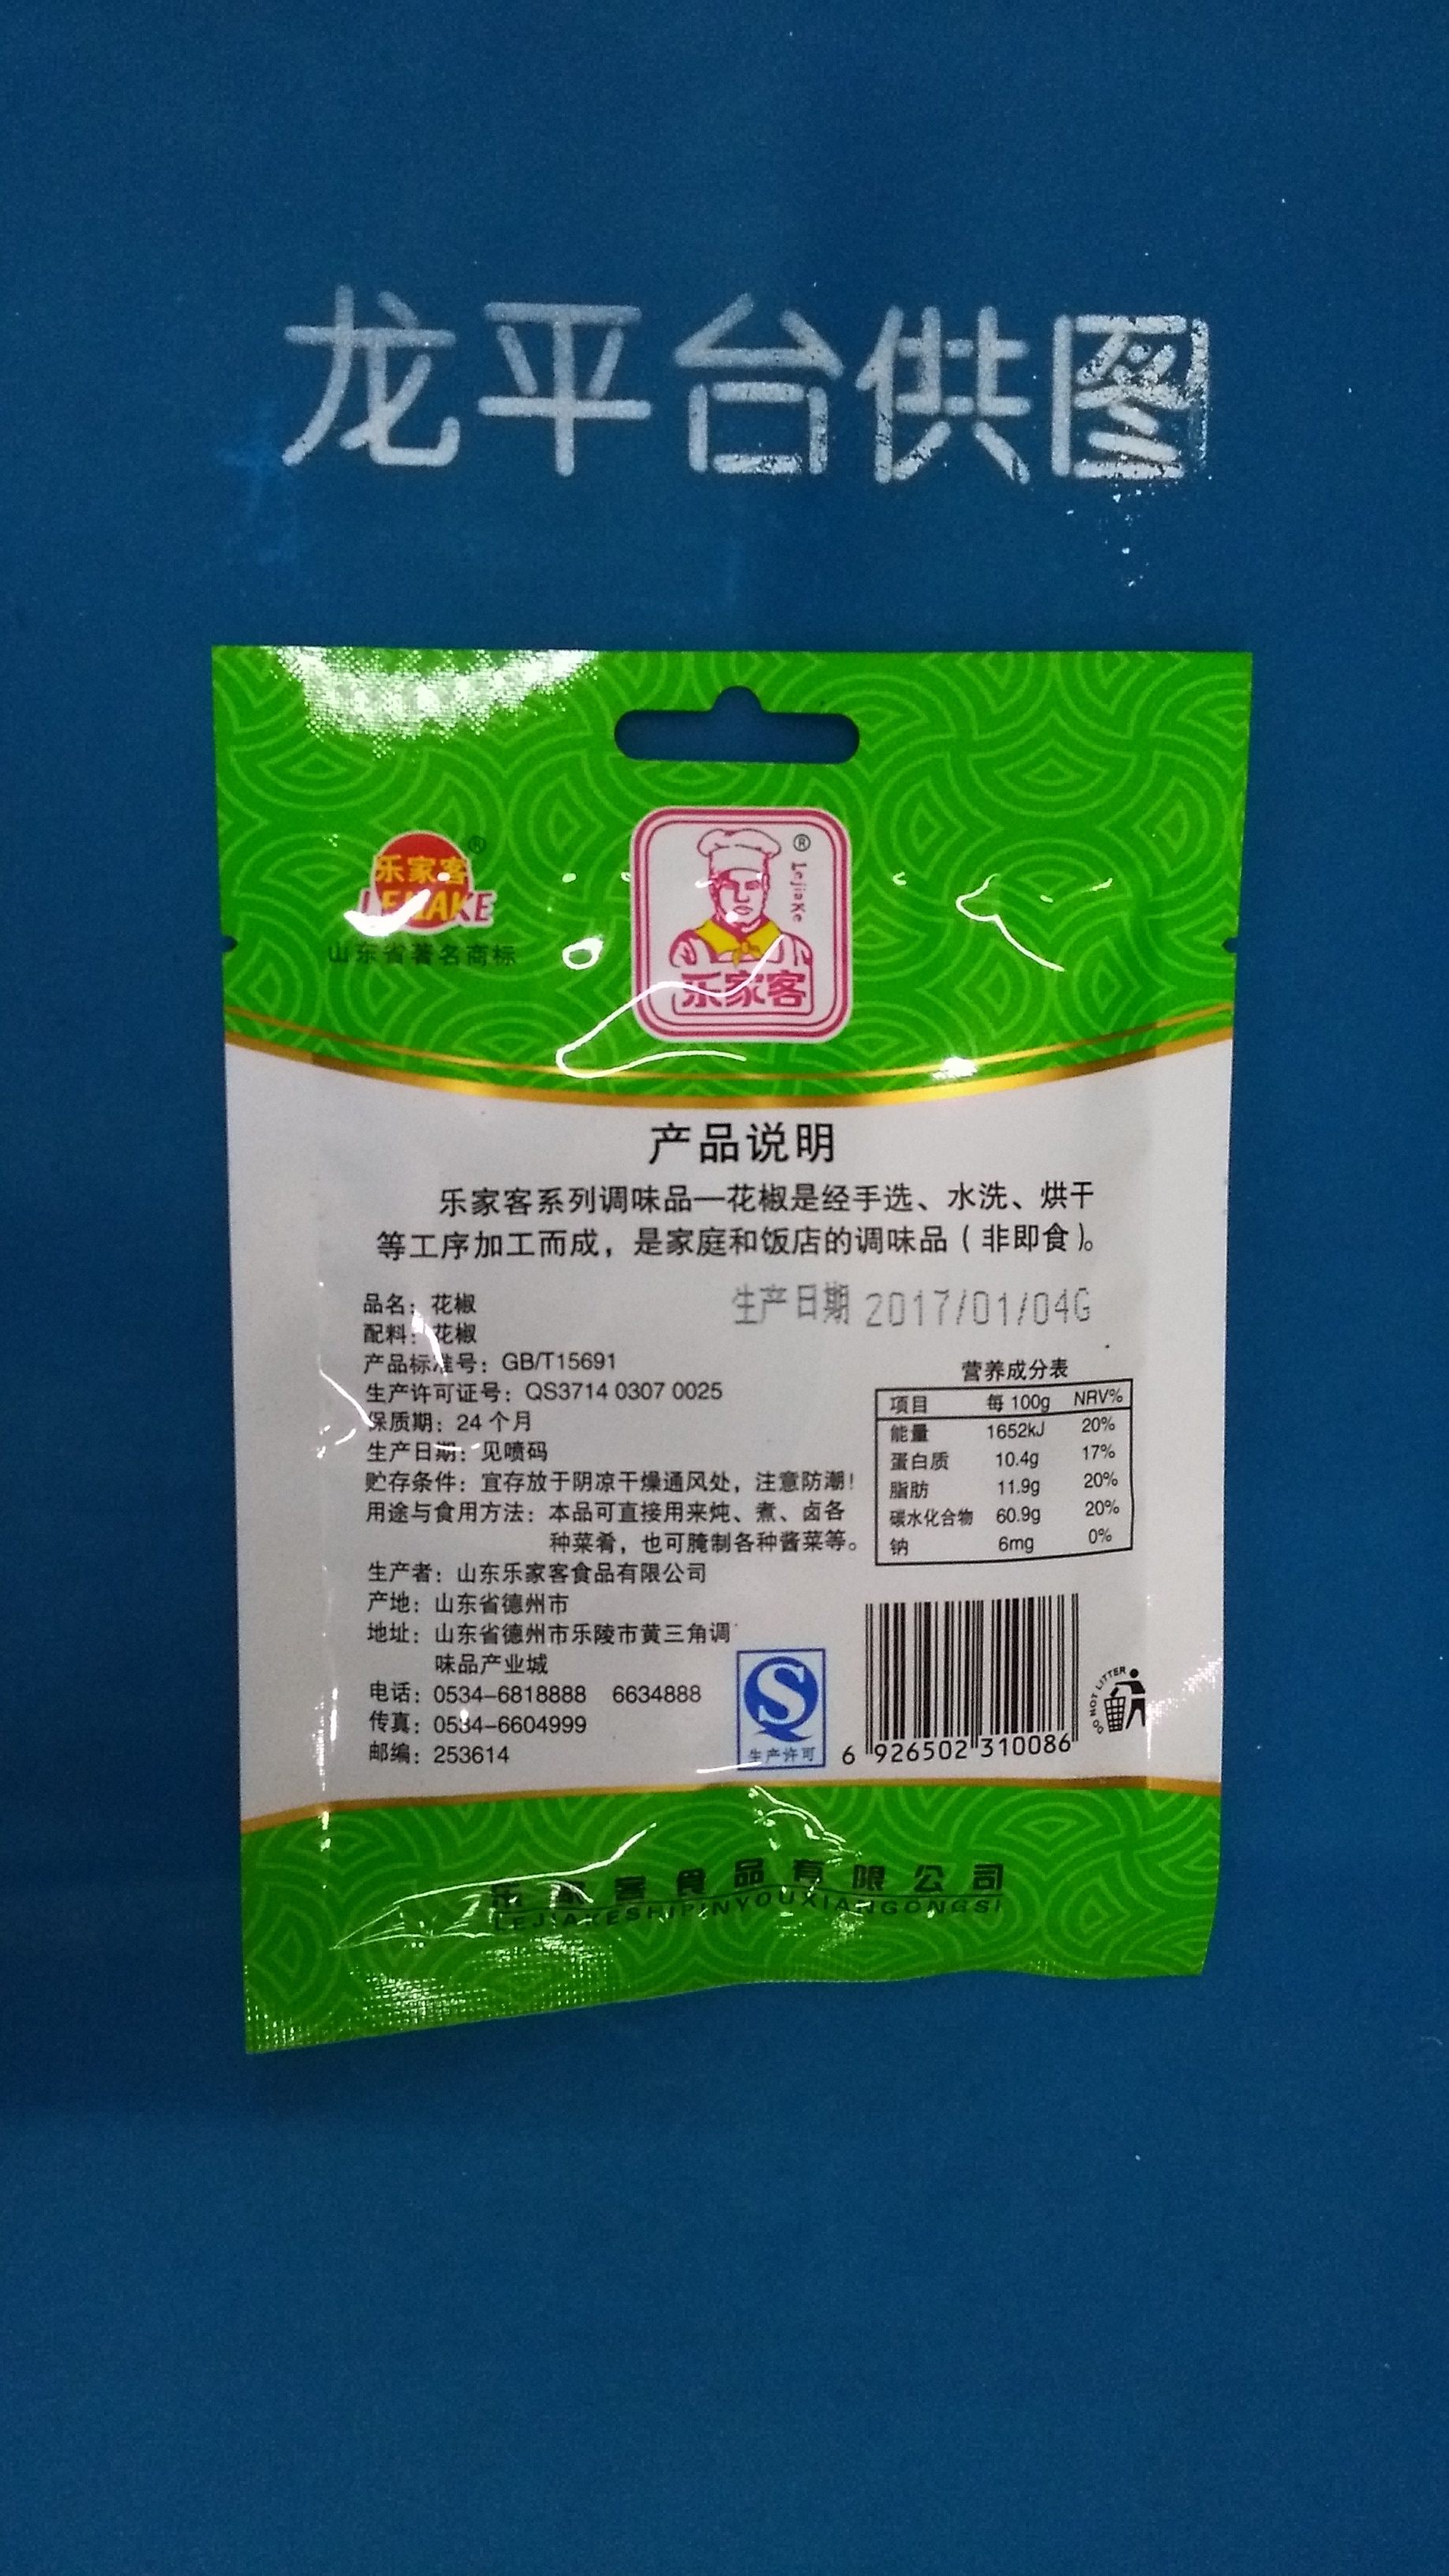 龙平台供图
乐家客®
LEJIAKE
山东省著名商标
®
LejiaKe
乐家客
产品说明
乐家客系列调味品—花椒是经手选、水洗、烘干
等工序加工而成，是家庭和饭店的调味品（非即食）。
生产日期 2017/01/04G
品名：花椒
配料：花椒
产品标准号：GB/T15691
生产许可证号：QS3714 0307 0025
保质期：24个月
生产日期：见喷码
贮存条件：宜存放于阴凉干燥通风处，注意防潮！
用途与食用方法：本品可直接用来炖、煮、卤各
种菜肴，也可腌制各种酱菜等。
生产者：山东乐家客食品有限公司
产地：山东省德州市
地址：山东省德州市乐陵市黄三角调
味品产业城
电话：0534-6818888 6634888
传真：0534-6604999
邮编：253614
营养成分表
项目 每100g NRV%
能量 1652kJ 20%
蛋白质 10.4g 17%
脂肪 11.9g 20%
碳水化合物 60.9g 20%
钠 6mg 0%
生产许可
6 926502 310086
DO NOT LITTER
乐家客食品有限公司
LEJIAKESHIPINYOUXIANGONGSI